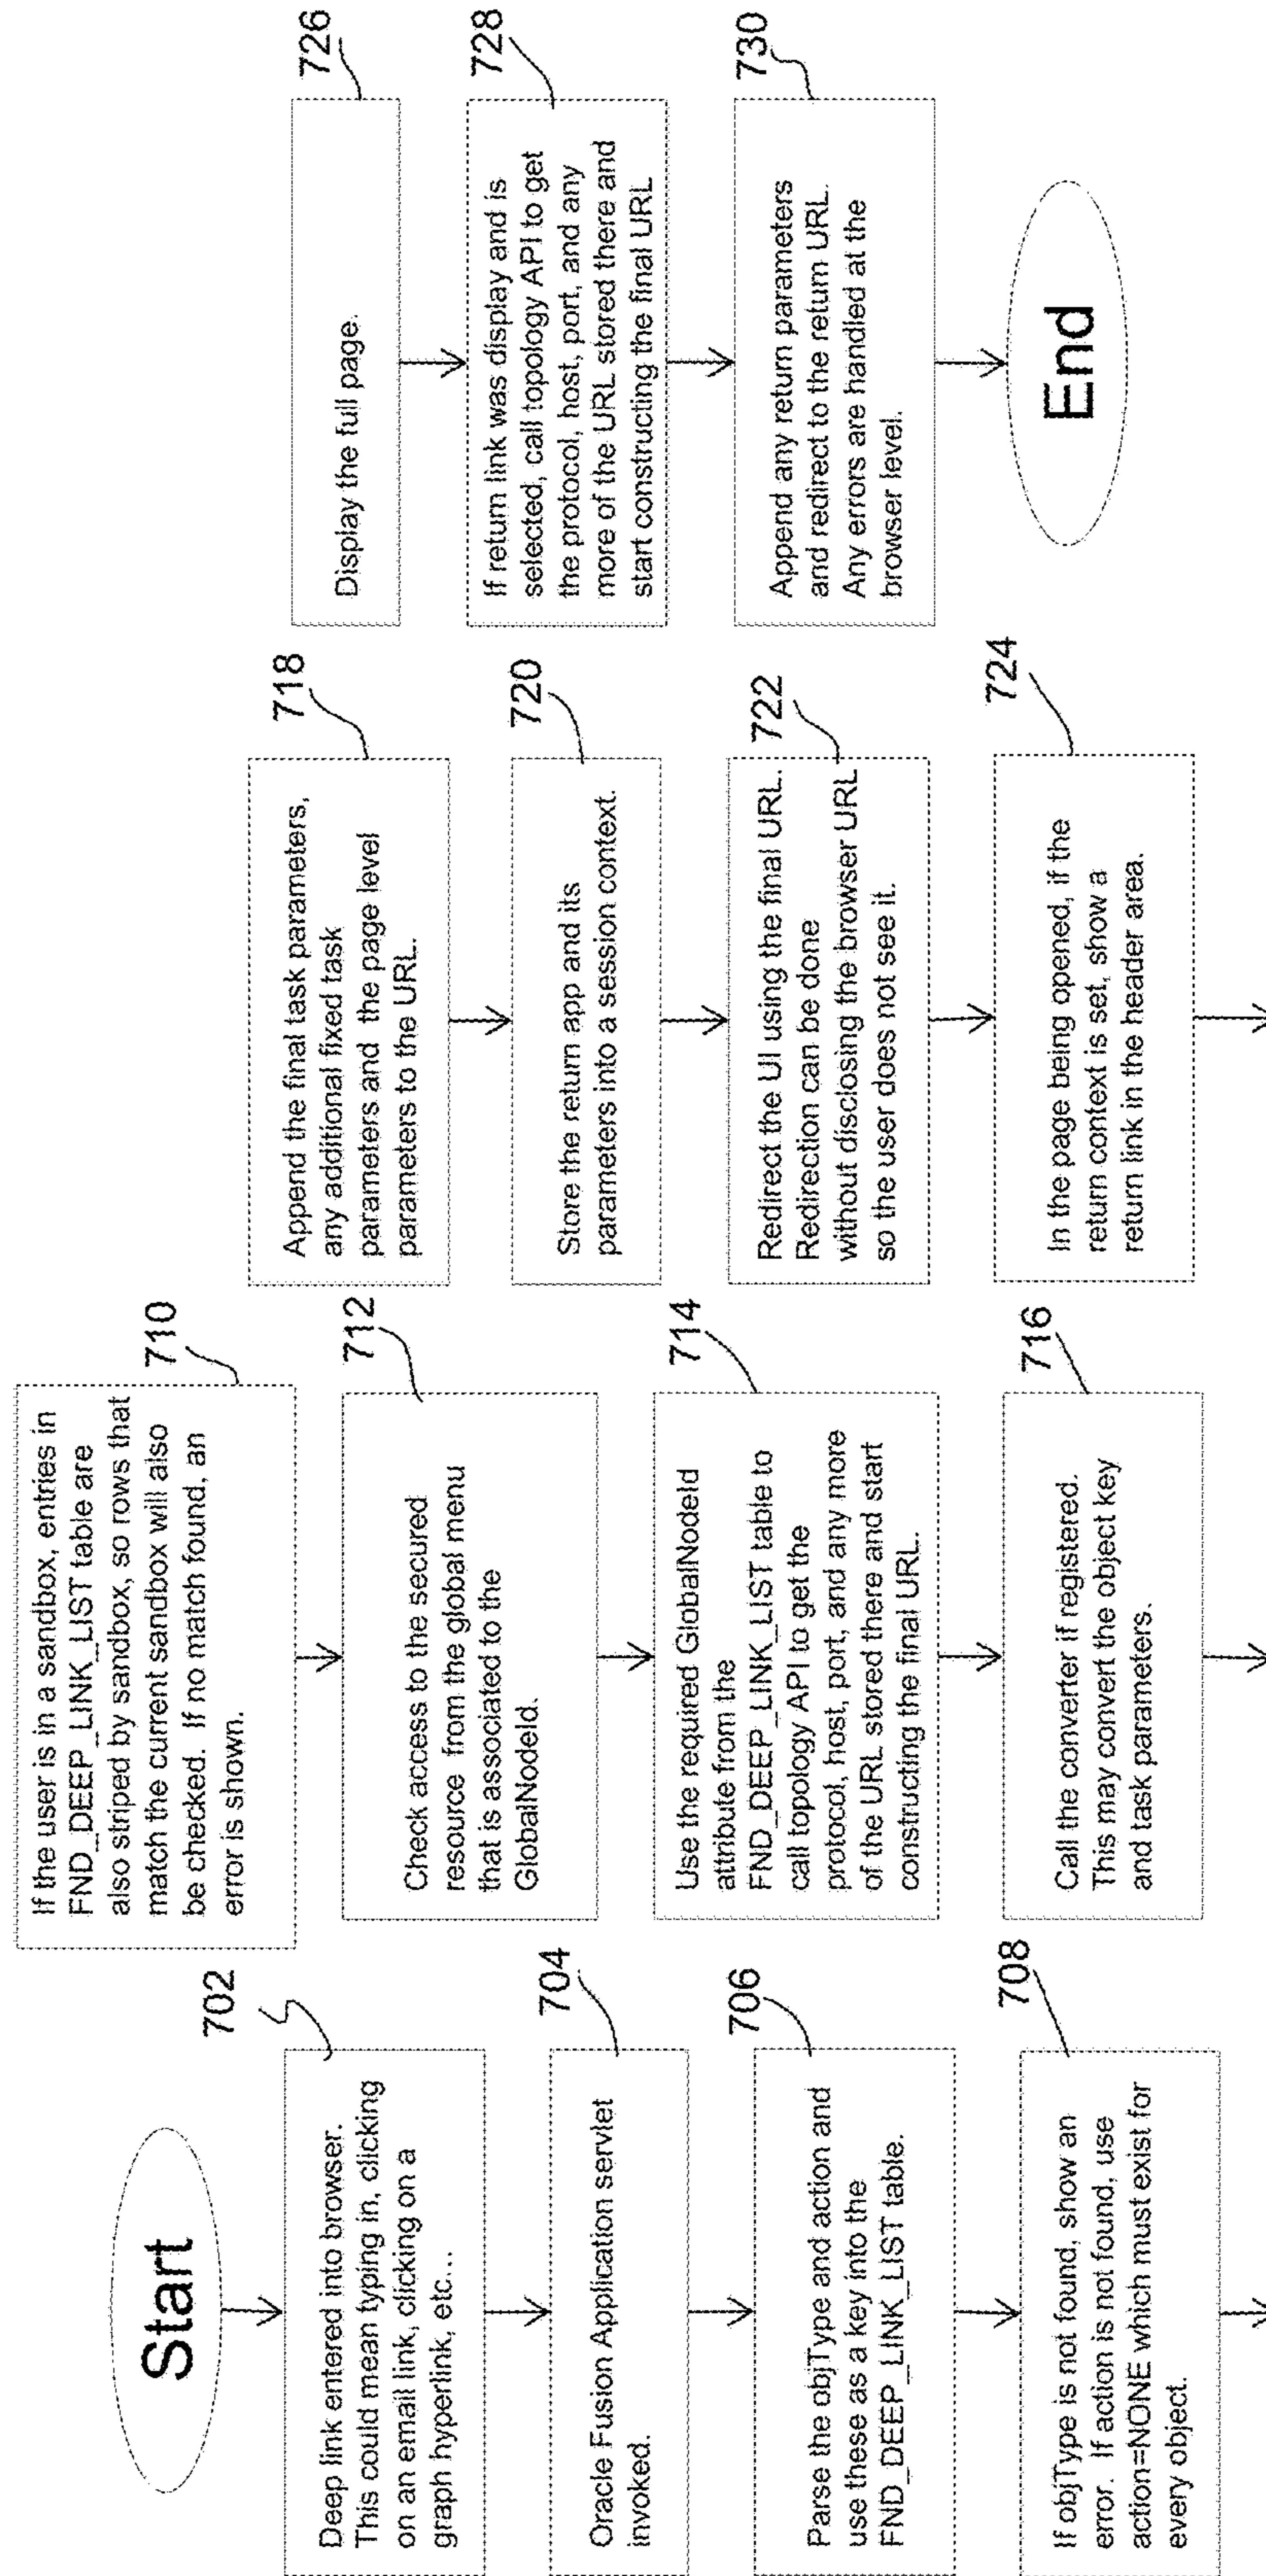 Start
702
Deep link entered into browser.
This could mean typing in, clicking
on an email link, clicking on a
graph hyperlink, etc...
704
Oracle Fusion Application servlet
invoked.
706
Parse the objType and action and
use these as a key into the
FND_DEEP_LINK_LIST table.
708
If objType is not found, show an
error. If action is not found, use
action=NONE which must exist for
every object.
710
If the user is in a sandbox, entries in
FND_DEEP_LINK_LIST table are
also striped by sandbox, so rows that
match the current sandbox will also
be checked. If no match found, an
error is shown.
712
Check access to the secured
resource from the global menu
that is associated to the
GlobalNodeId.
714
Use the required GlobalNodeId
attribute from the
FND_DEEP_LINK_LIST table to
call topology API to get the
protocol, host, port, and any more
of the URL stored there and start
constructing the final URL.
716
Call the converter if registered.
This may convert the object key
and task parameters.
718
Append the final task parameters,
any additional fixed task
parameters and the page level
parameters to the URL.
720
Store the return app and its
parameters into a session context.
722
Redirect the UI using the final URL.
Redirection can be done
without disclosing the browser URL
so the user does not see it.
724
In the page being opened, if the
return context is set, show a
return link in the header area.
726
Display the full page.
728
If return link was display and is
selected, call topology API to get
the protocol, host, port, and any
more of the URL stored there and
start constructing the final URL
730
Append any return parameters
and redirect to the return URL.
Any errors are handled at the
browser level.
End